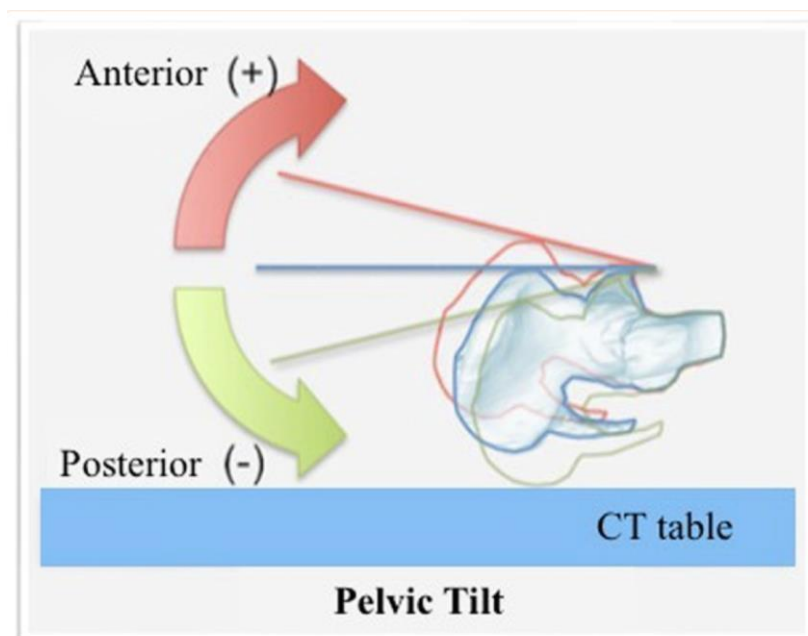 Anterior (+)
Posterior (-)
CT table
Pelvic Tilt